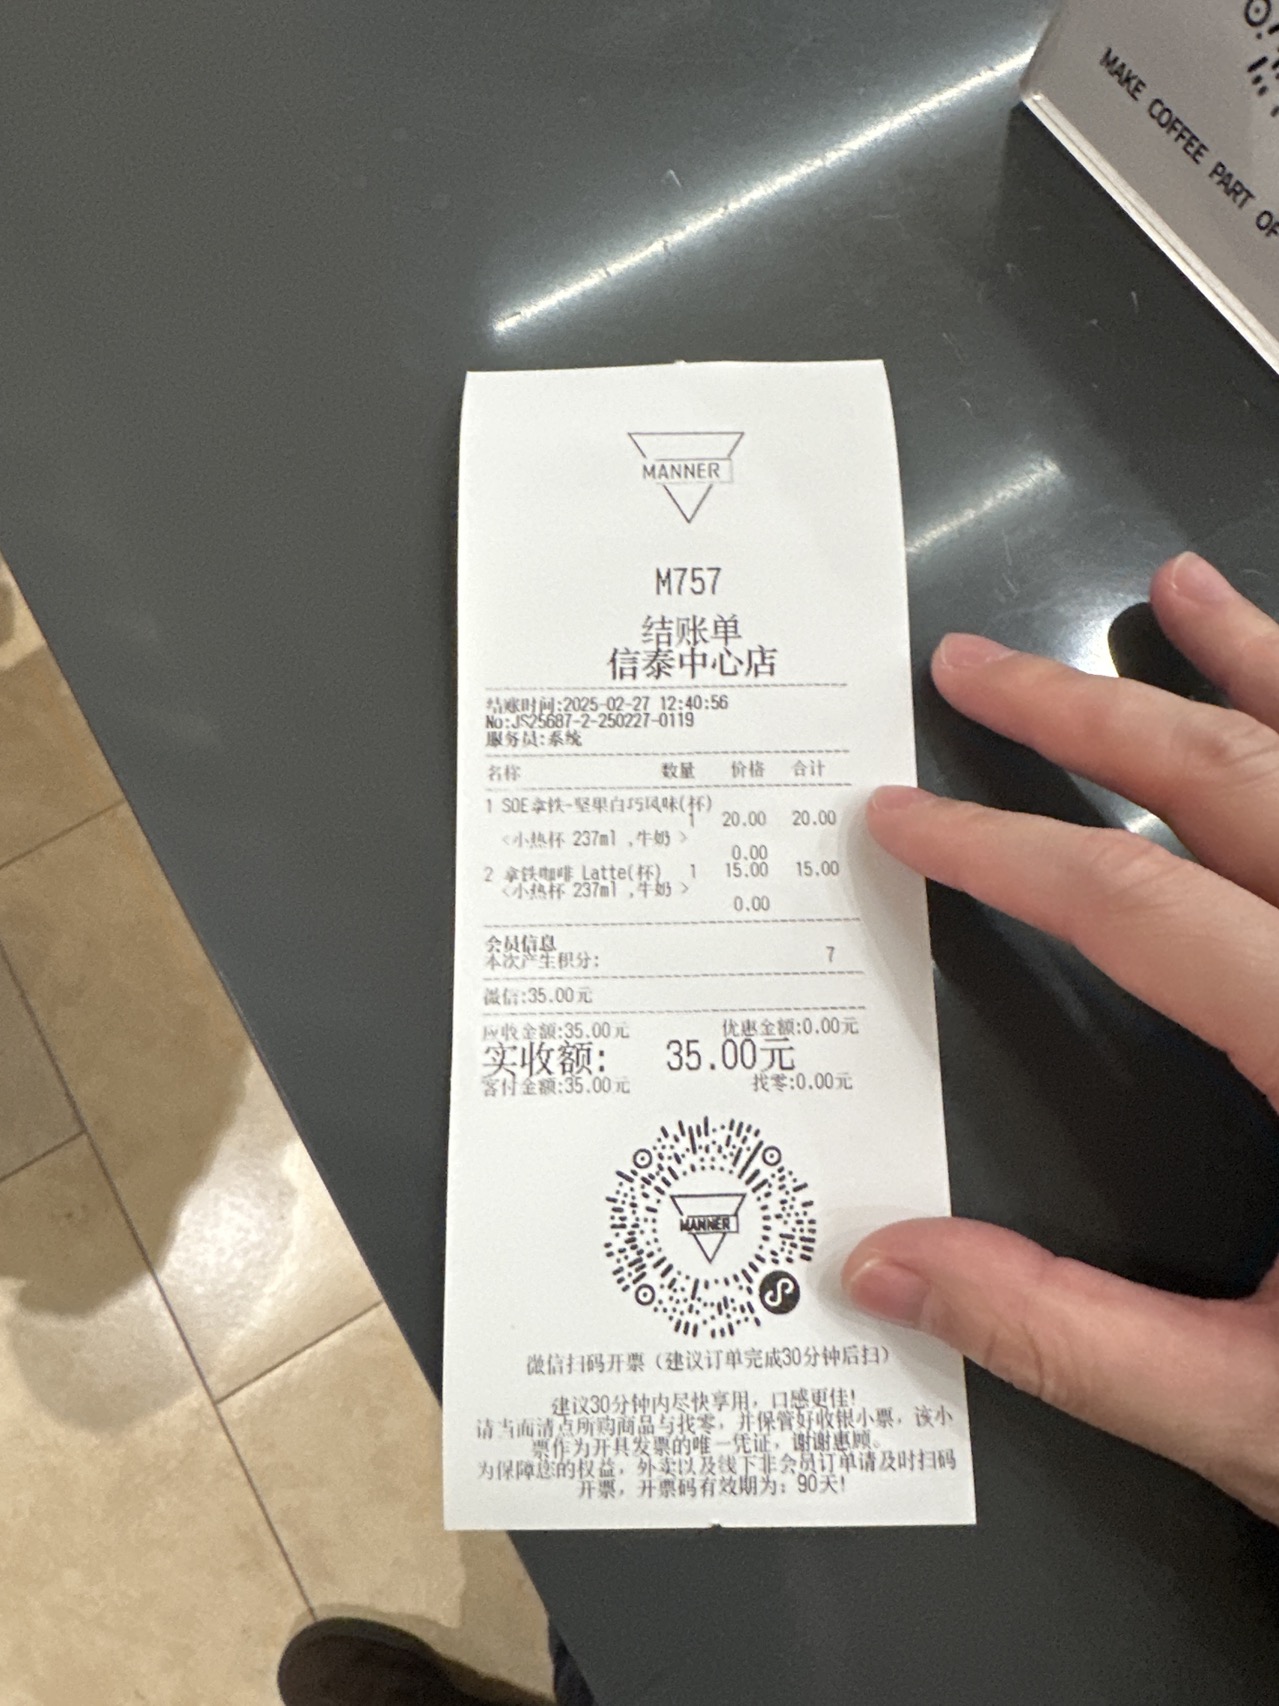 MAKE COFFEE PART OF
MANNER
M757
结账单
信泰中心店
结账时间:2025-02-27 12:40:56
No:JS25687-2-250227-0119
服务员:系统
名称 数量 价格 合计
1 SOE拿铁-坚果白巧风味(杯)
1 20.00 20.00
<小热杯 237ml ,牛奶 >
0.00
2 拿铁咖啡 Latte(杯) 1 15.00 15.00
<小热杯 237ml ,牛奶 >
0.00
会员信息
本次产生积分: 7
微信:35.00元
应收金额:35.00元 优惠金额:0.00元
实收额: 35.00元
客付金额:35.00元 找零:0.00元
MANNER
微信扫码开票（建议订单完成30分钟后扫）
建议30分钟内尽快享用，口感更佳!
请当面清点所购商品与找零，并保管好收银小票，该小
票作为开具发票的唯一凭证，谢谢惠顾。
为保障您的权益，外卖以及线下非会员订单请及时扫码
开票，开票码有效期为：90天!